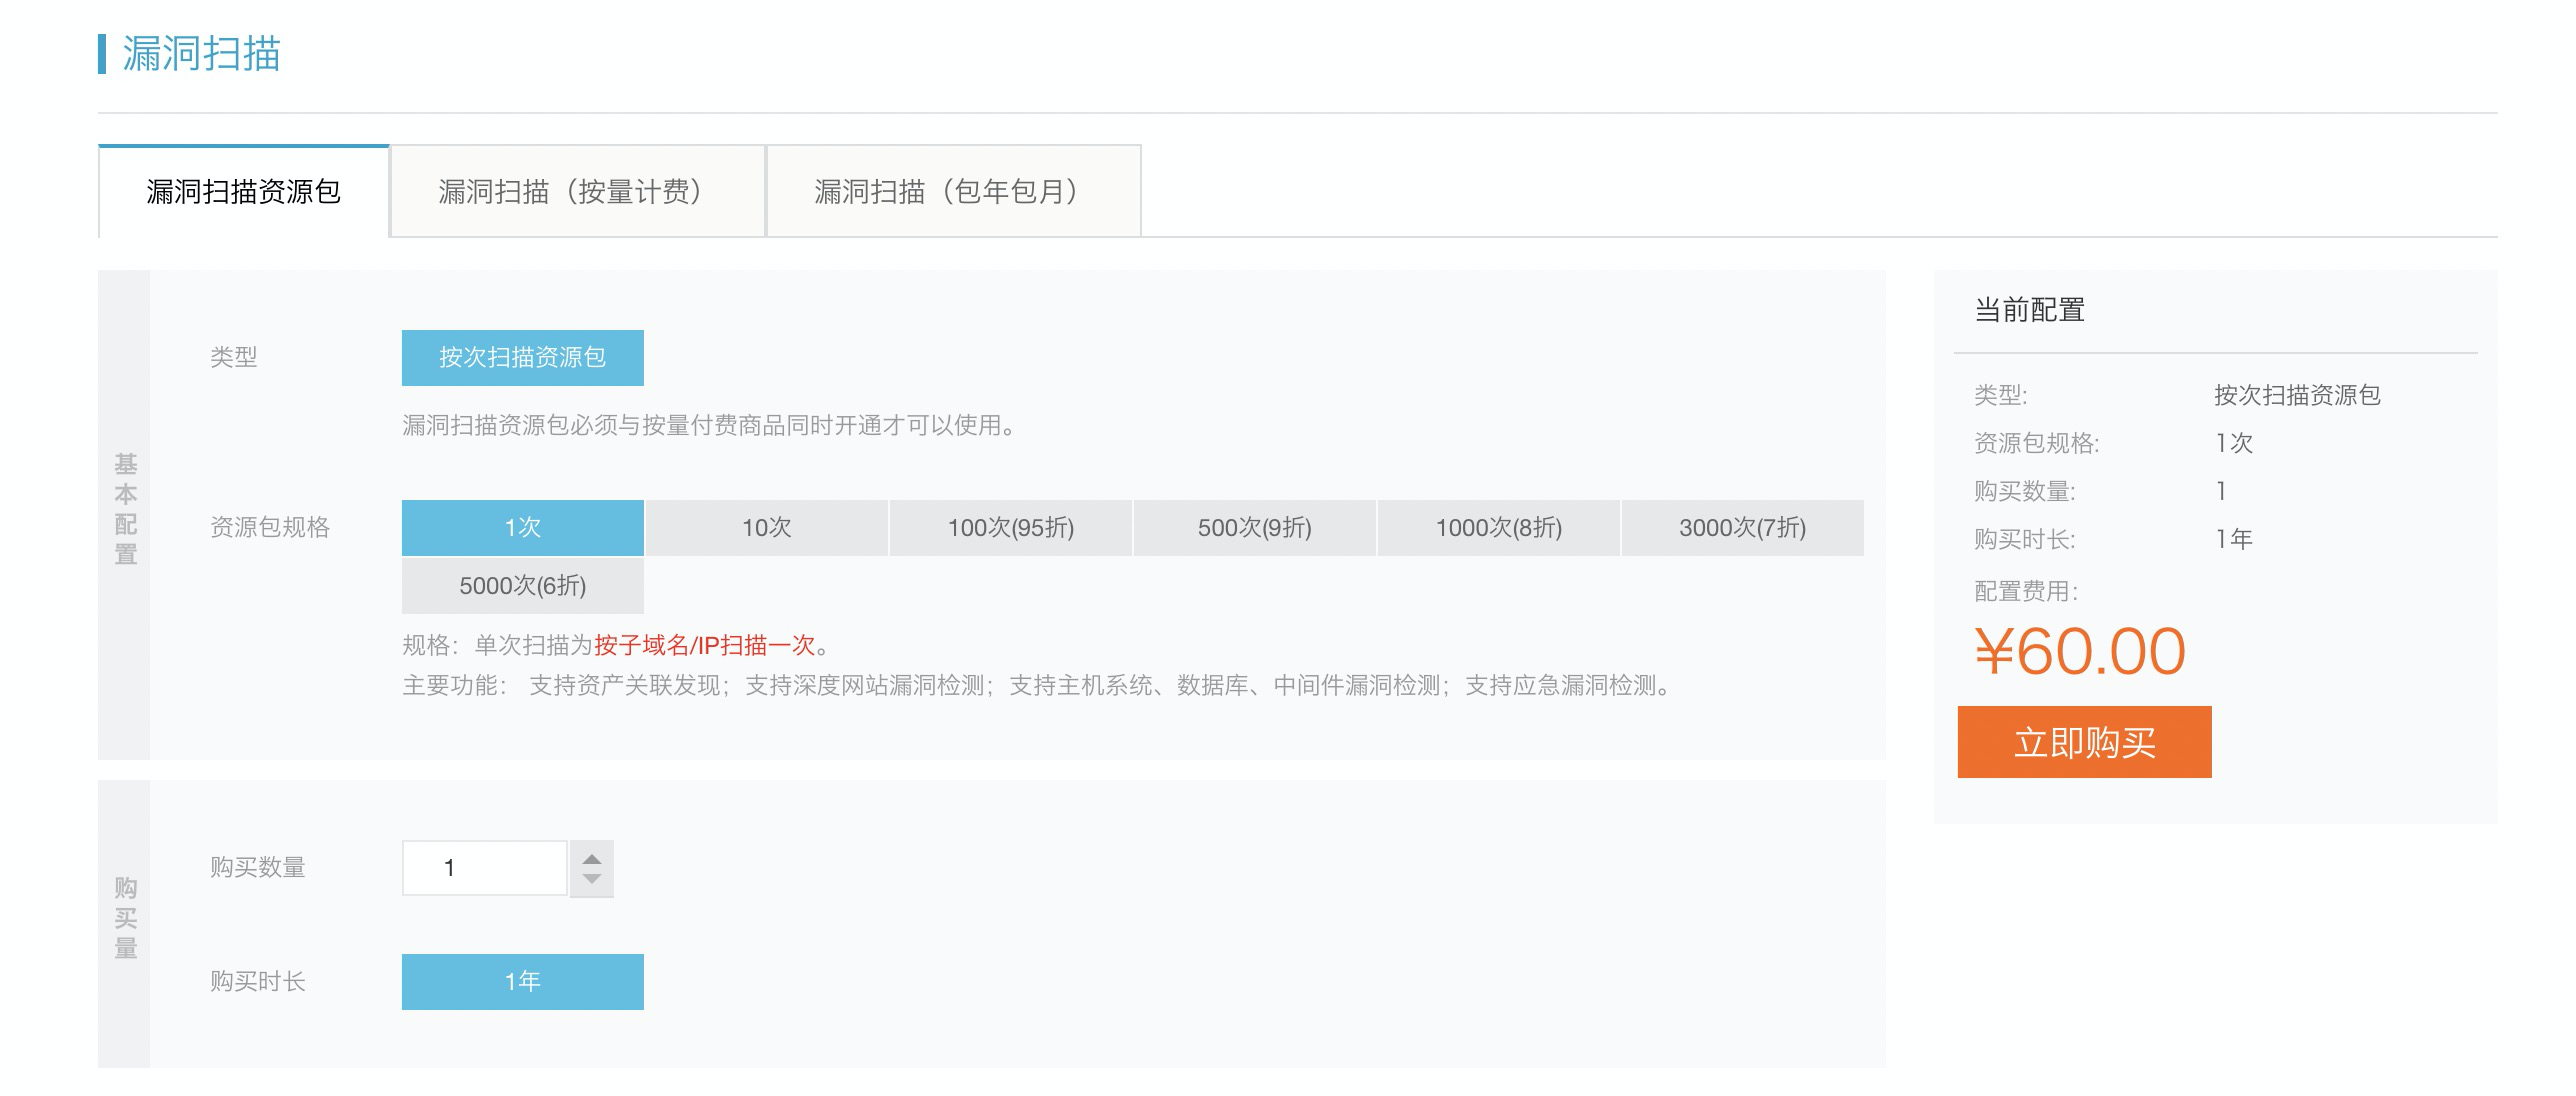 漏洞扫描
漏洞扫描资源包
漏洞扫描（按量计费）
漏洞扫描（包年包月）
基本配置
类型
按次扫描资源包
漏洞扫描资源包必须与按量付费商品同时开通才可以使用。
资源包规格
1次
10次
100次(95折)
500次(9折)
1000次(8折)
3000次(7折)
5000次(6折)
规格：单次扫描为按子域名/IP扫描一次。
主要功能： 支持资产关联发现；支持深度网站漏洞检测；支持主机系统、数据库、中间件漏洞检测；支持应急漏洞检测。
购买量
购买数量
1
购买时长
1年
当前配置
类型: 按次扫描资源包
资源包规格: 1次
购买数量: 1
购买时长: 1年
配置费用：
¥60.00
立即购买